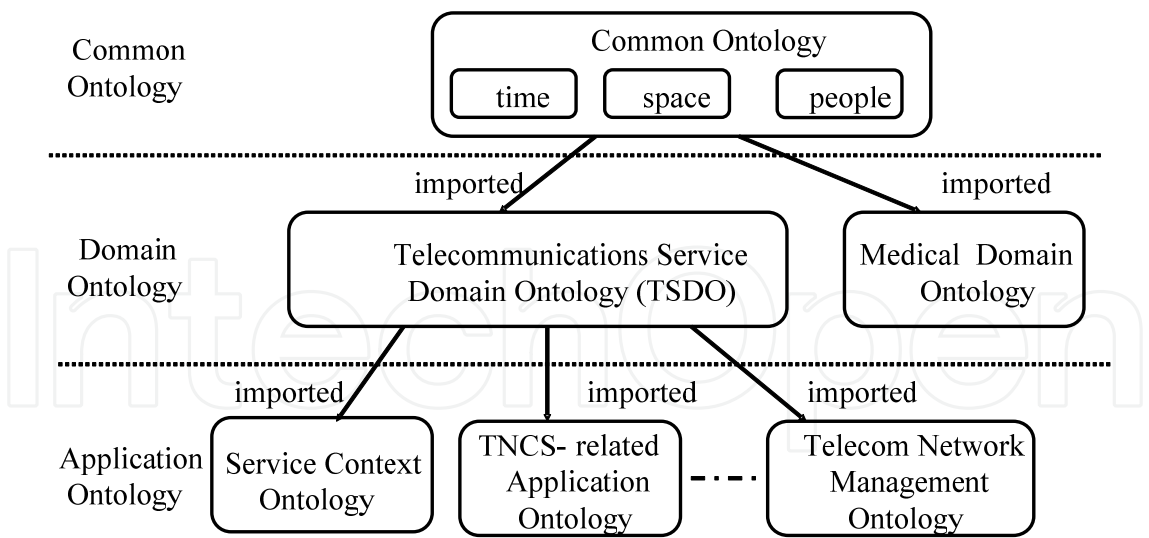 Common
Ontology
Common Ontology
time
space
people
imported
imported
Domain
Ontology
Telecommunications Service
Domain Ontology (TSDO)
Medical Domain
Ontology
imported
imported
imported
Application
Ontology
Service Context
Ontology
TNCS- related
Application
Ontology
Telecom Network
Management
Ontology
IntechOpen